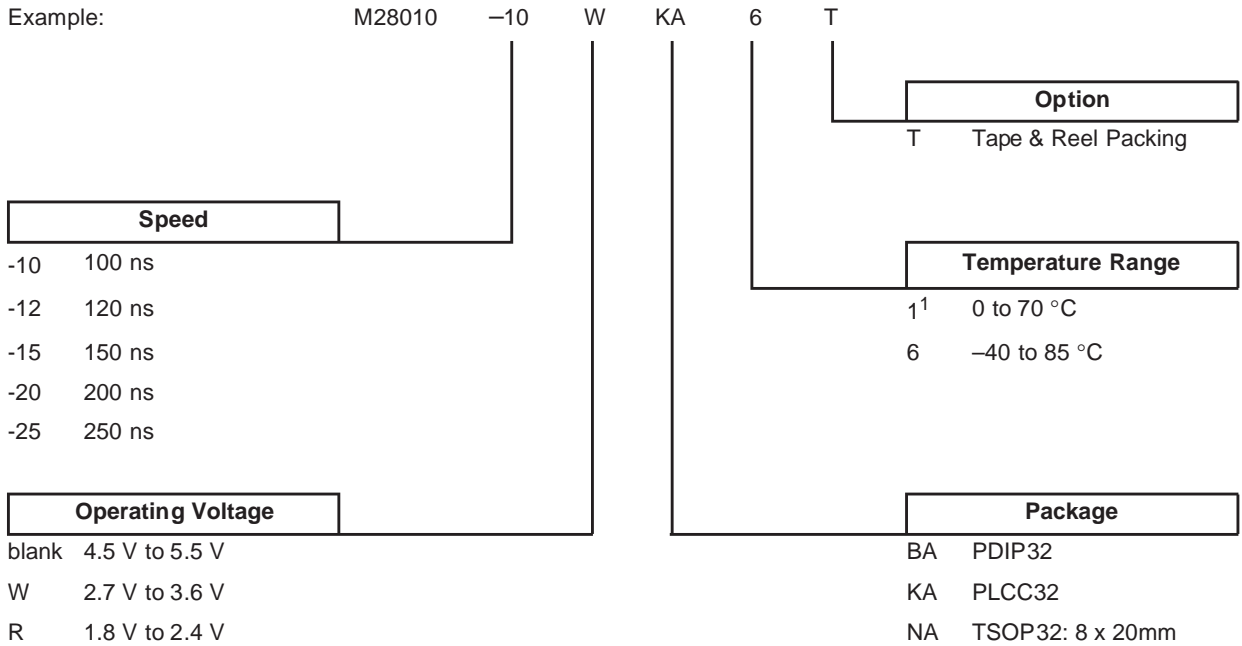 Example: M28010 –10 W KA 6 T
Option
T Tape & Reel Packing
Speed
-10 100 ns
-12 120 ns
-15 150 ns
-20 200 ns
-25 250 ns
Temperature Range
1¹ 0 to 70 °C
6 –40 to 85 °C
Operating Voltage
blank 4.5 V to 5.5 V
W 2.7 V to 3.6 V
R 1.8 V to 2.4 V
Package
BA PDIP32
KA PLCC32
NA TSOP32: 8 x 20mm